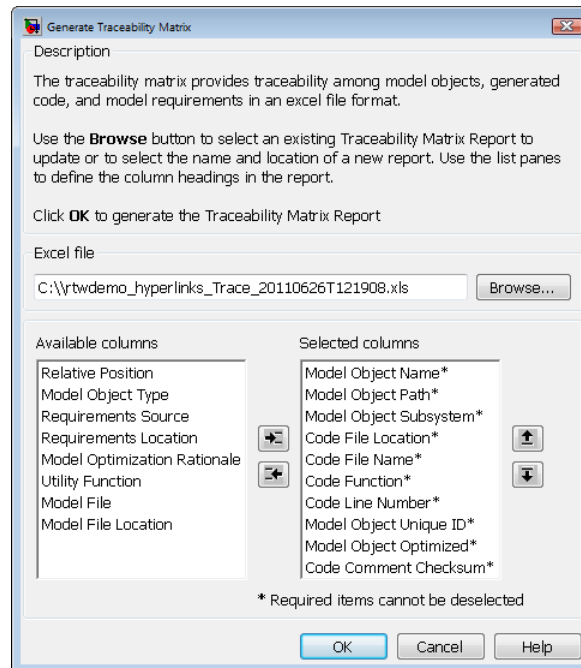 Generate Traceability Matrix
Description
The traceability matrix provides traceability among model objects, generated
code, and model requirements in an excel file format.
Use the Browse button to select an existing Traceability Matrix Report to
update or to select the name and location of a new report. Use the list panes
to define the column headings in the report.
Click OK to generate the Traceability Matrix Report
Excel file
C:\\rtwdemo_hyperlinks_Trace_20110626T121908.xls Browse...
Available columns
Relative Position
Model Object Type
Requirements Source
Requirements Location
Model Optimization Rationale
Utility Function
Model File
Model File Location
Selected columns
Model Object Name*
Model Object Path*
Model Object Subsystem*
Code File Location*
Code File Name*
Code Function*
Code Line Number*
Model Object Unique ID*
Model Object Optimized*
Code Comment Checksum*
* Required items cannot be deselected
OK Cancel Help